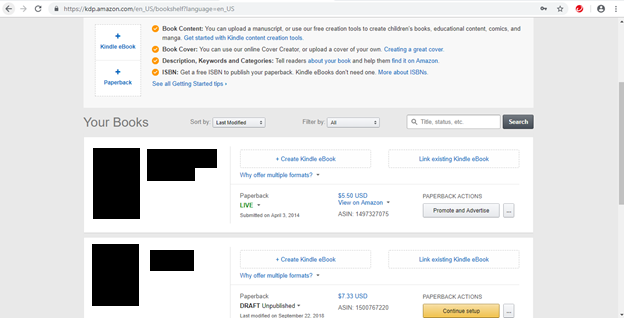 https://kdp.amazon.com/en_US/bookshelf?language=en_US
+
Kindle eBook
+
Paperback
Book Content: You can upload a manuscript, or use our free creation tools to create children's books, educational content, comics, and
manga. Get started with Kindle content creation tools.
Book Cover: You can use our online Cover Creator, or upload a cover of your own. Creating a great cover.
Description, Keywords and Categories: Tell readers about your book and help them find it on Amazon.
ISBN: Get a free ISBN to publish your paperback. Kindle eBooks don't need one. More about ISBNs.
See all Getting Started tips ›
Your Books
Sort by: Last Modified
Filter by: All
Title, status, etc.
Search
+ Create Kindle eBook
Link existing Kindle eBook
Why offer multiple formats?
Paperback
LIVE
Submitted on April 3, 2014
$5.50 USD
View on Amazon
ASIN: 1497327075
PAPERBACK ACTIONS
Promote and Advertise
...
+ Create Kindle eBook
Link existing Kindle eBook
Why offer multiple formats?
Paperback
DRAFT Unpublished
Last modified on September 22, 2018
$7.33 USD
ASIN: 1500767220
PAPERBACK ACTIONS
Continue setup
...